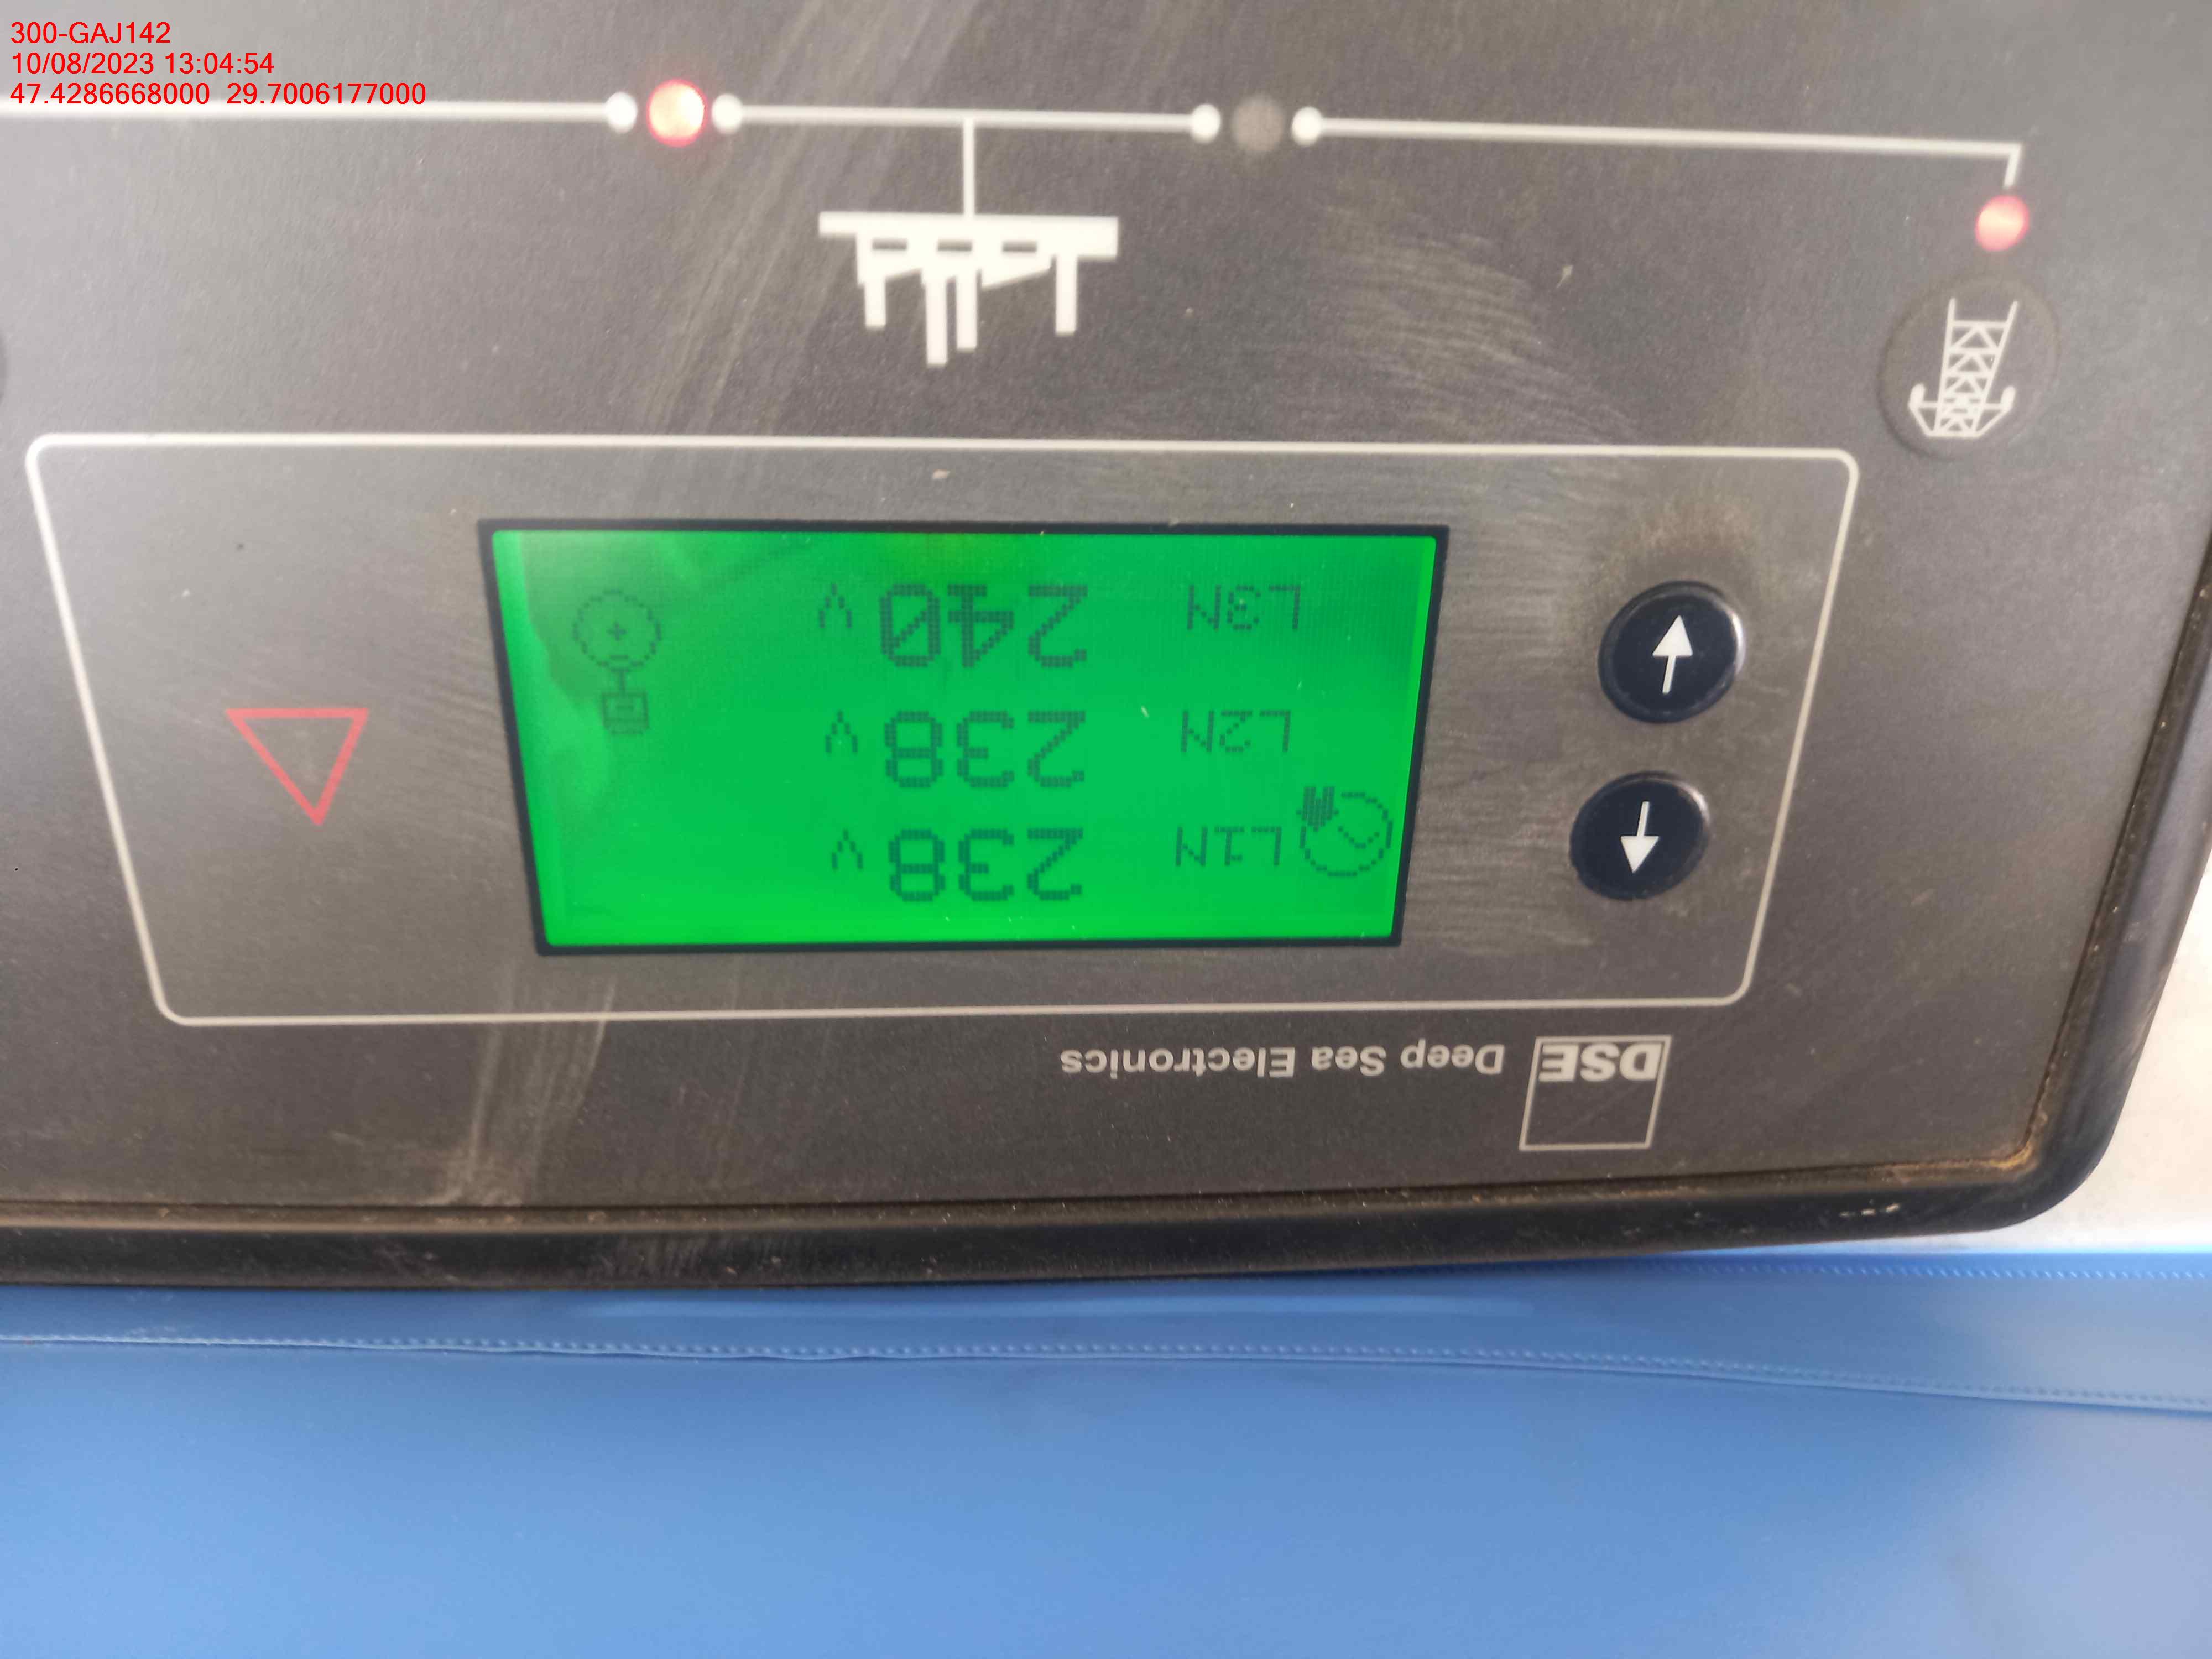 300-GAJ142
10/08/2023 13:04:54
47.4286668000 29.7006177000
DSE Deep Sea Electronics
L1N 238 V
L2N 238 V
L3N 240 V